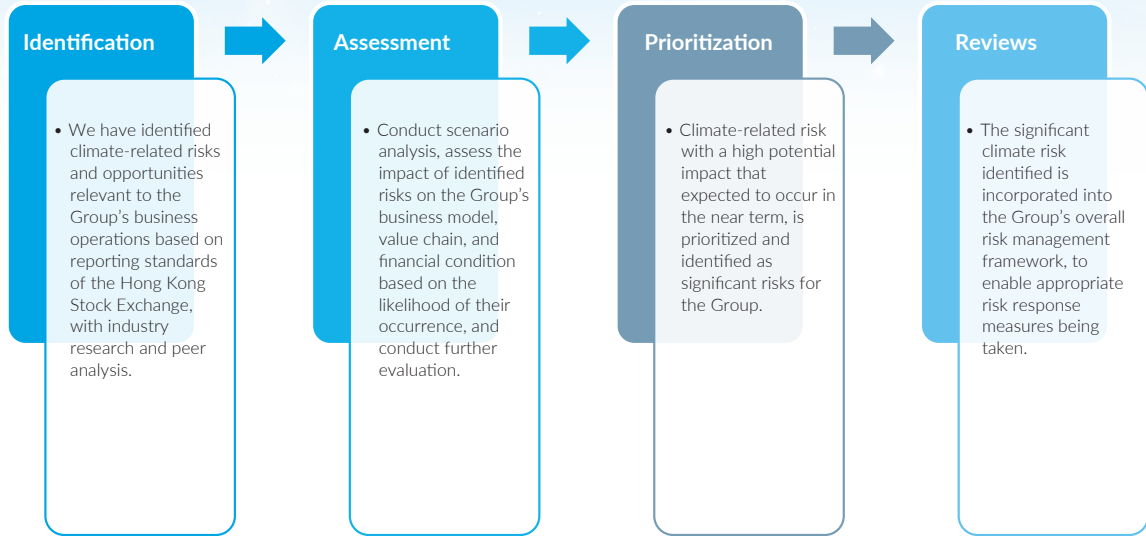 Identification
• We have identified
climate-related risks
and opportunities
relevant to the
Group's business
operations based on
reporting standards
of the Hong Kong
Stock Exchange,
with industry
research and peer
analysis.
Assessment
• Conduct scenario
analysis, assess the
impact of identified
risks on the Group's
business model,
value chain, and
financial condition
based on the
likelihood of their
occurrence, and
conduct further
evaluation.
Prioritization
• Climate-related risk
with a high potential
impact that
expected to occur in
the near term, is
prioritized and
identified as
significant risks for
the Group.
Reviews
• The significant
climate risk
identified is
incorporated into
the Group's overall
risk management
framework, to
enable appropriate
risk response
measures being
taken.